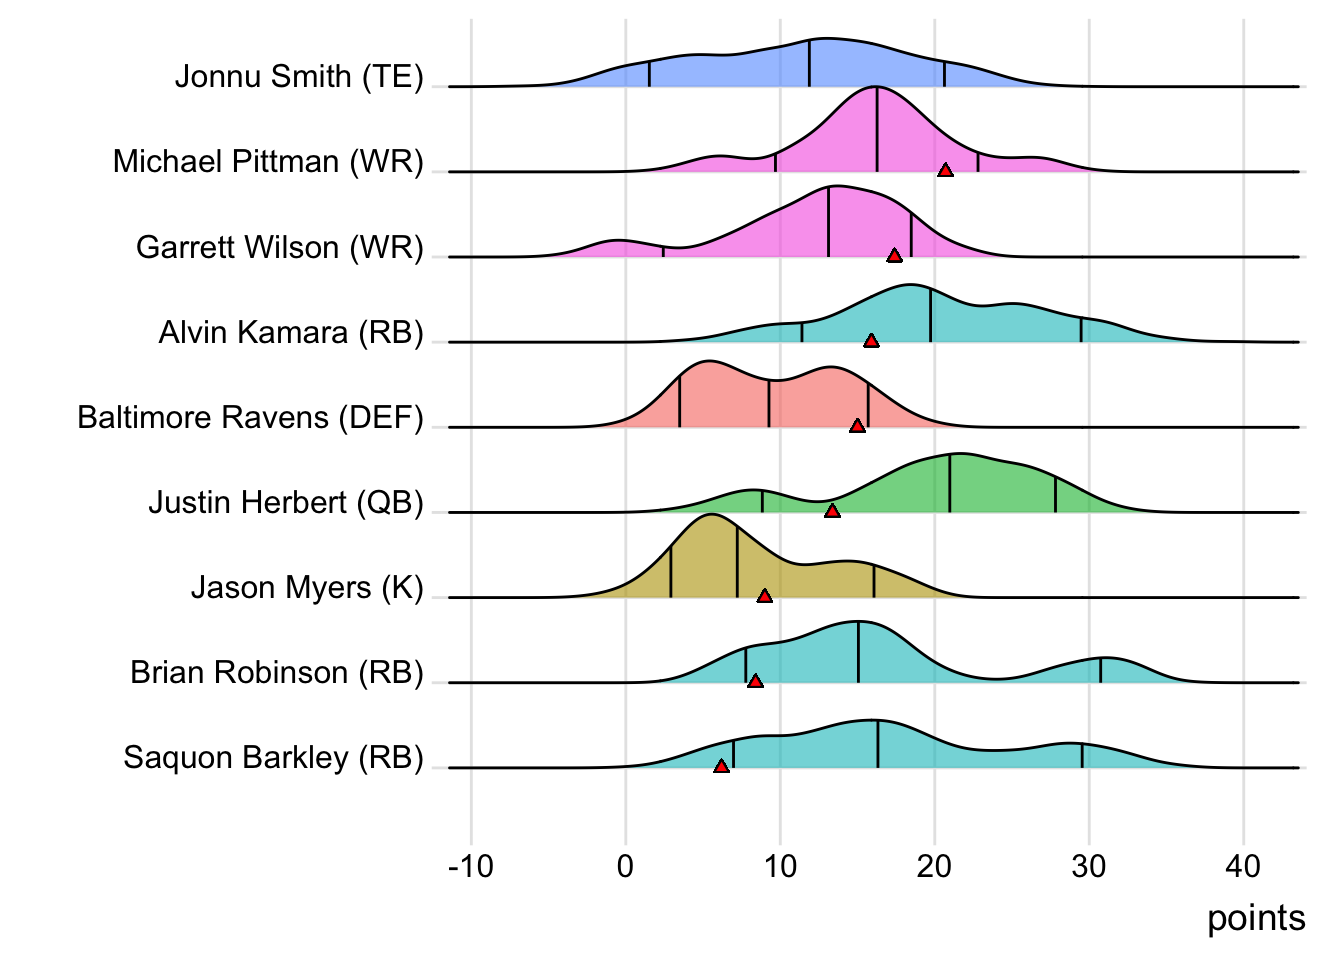 Jonnu Smith (TE)
Michael Pittman (WR)
Garrett Wilson (WR)
Alvin Kamara (RB)
Baltimore Ravens (DEF)
Justin Herbert (QB)
Jason Myers (K)
Brian Robinson (RB)
Saquon Barkley (RB)
-10 0 10 20 30 40
points